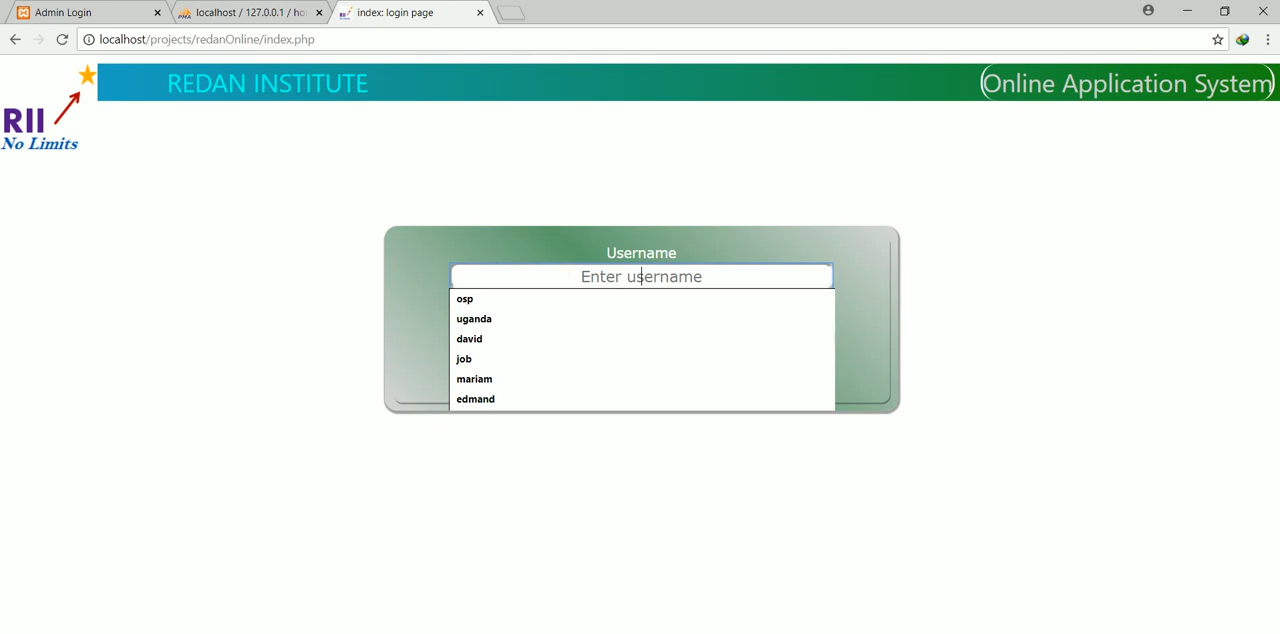 Admin Login
localhost / 127.0.0.1 / ho
index: login page
localhost/projects/redanOnline/index.php
REDAN INSTITUTE
Online Application System
RII
No Limits
Username
Enter username
osp
uganda
david
job
mariam
edmand